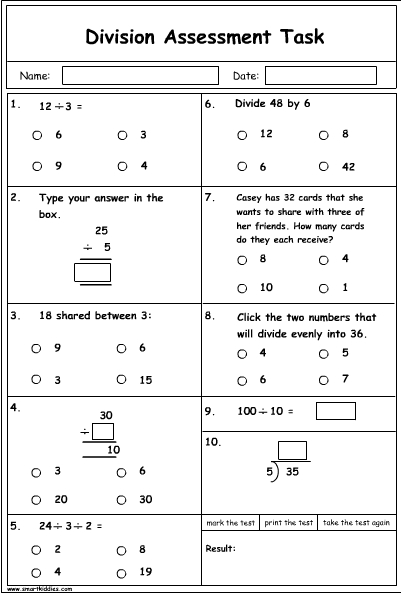 Division Assessment Task
Name:
Date:
1. 12÷3 =
6 3
9 4
2. Type your answer in the
box.
25
÷ 5
3. 18 shared between 3:
9 6
3 15
4.
30
÷
10
3 6
20 30
5. 24÷3÷2 =
2 8
4 19
6. Divide 48 by 6
12 8
6 42
7. Casey has 32 cards that she
wants to share with three of
her friends. How many cards
do they each receive?
8 4
10 1
8. Click the two numbers that
will divide evenly into 36.
4 5
6 7
9. 100÷10 =
10.
5 35
mark the test print the test take the test again
Result:
www.smartkiddies.com